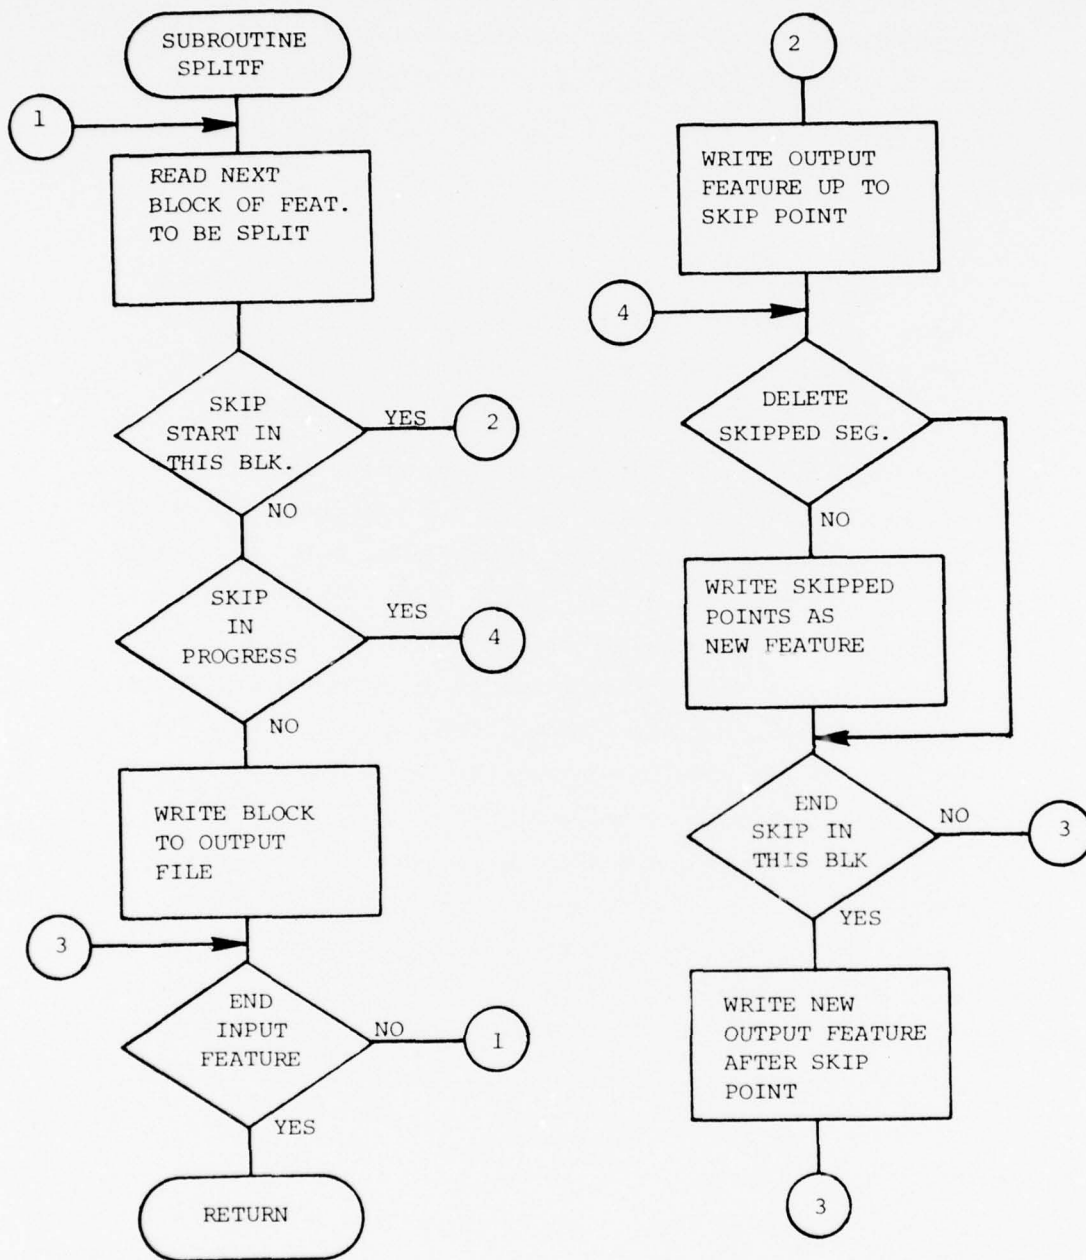 SUBROUTINE
SPLITF
1
READ NEXT
BLOCK OF FEAT.
TO BE SPLIT
SKIP
START IN
THIS BLK.
YES
2
NO
SKIP
IN
PROGRESS
YES
4
NO
WRITE BLOCK
TO OUTPUT
FILE
3
END
INPUT
FEATURE
NO
1
YES
RETURN
2
WRITE OUTPUT
FEATURE UP TO
SKIP POINT
4
DELETE
SKIPPED SEG.
NO
WRITE SKIPPED
POINTS AS
NEW FEATURE
END
SKIP IN
THIS BLK
NO
3
YES
WRITE NEW
OUTPUT FEATURE
AFTER SKIP
POINT
3